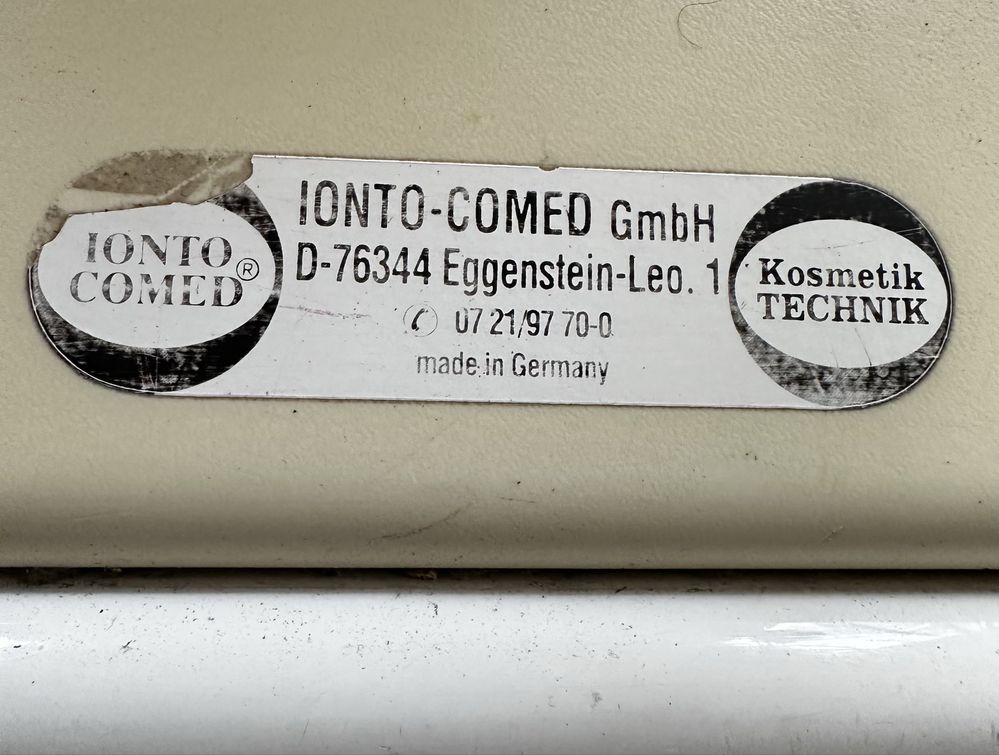 IONTO
COMED®
IONTO-COMED GmbH
D-76344 Eggenstein-Leo. 1
✆ 07 21/97 70-0
made in Germany
Kosmetik
TECHNIK